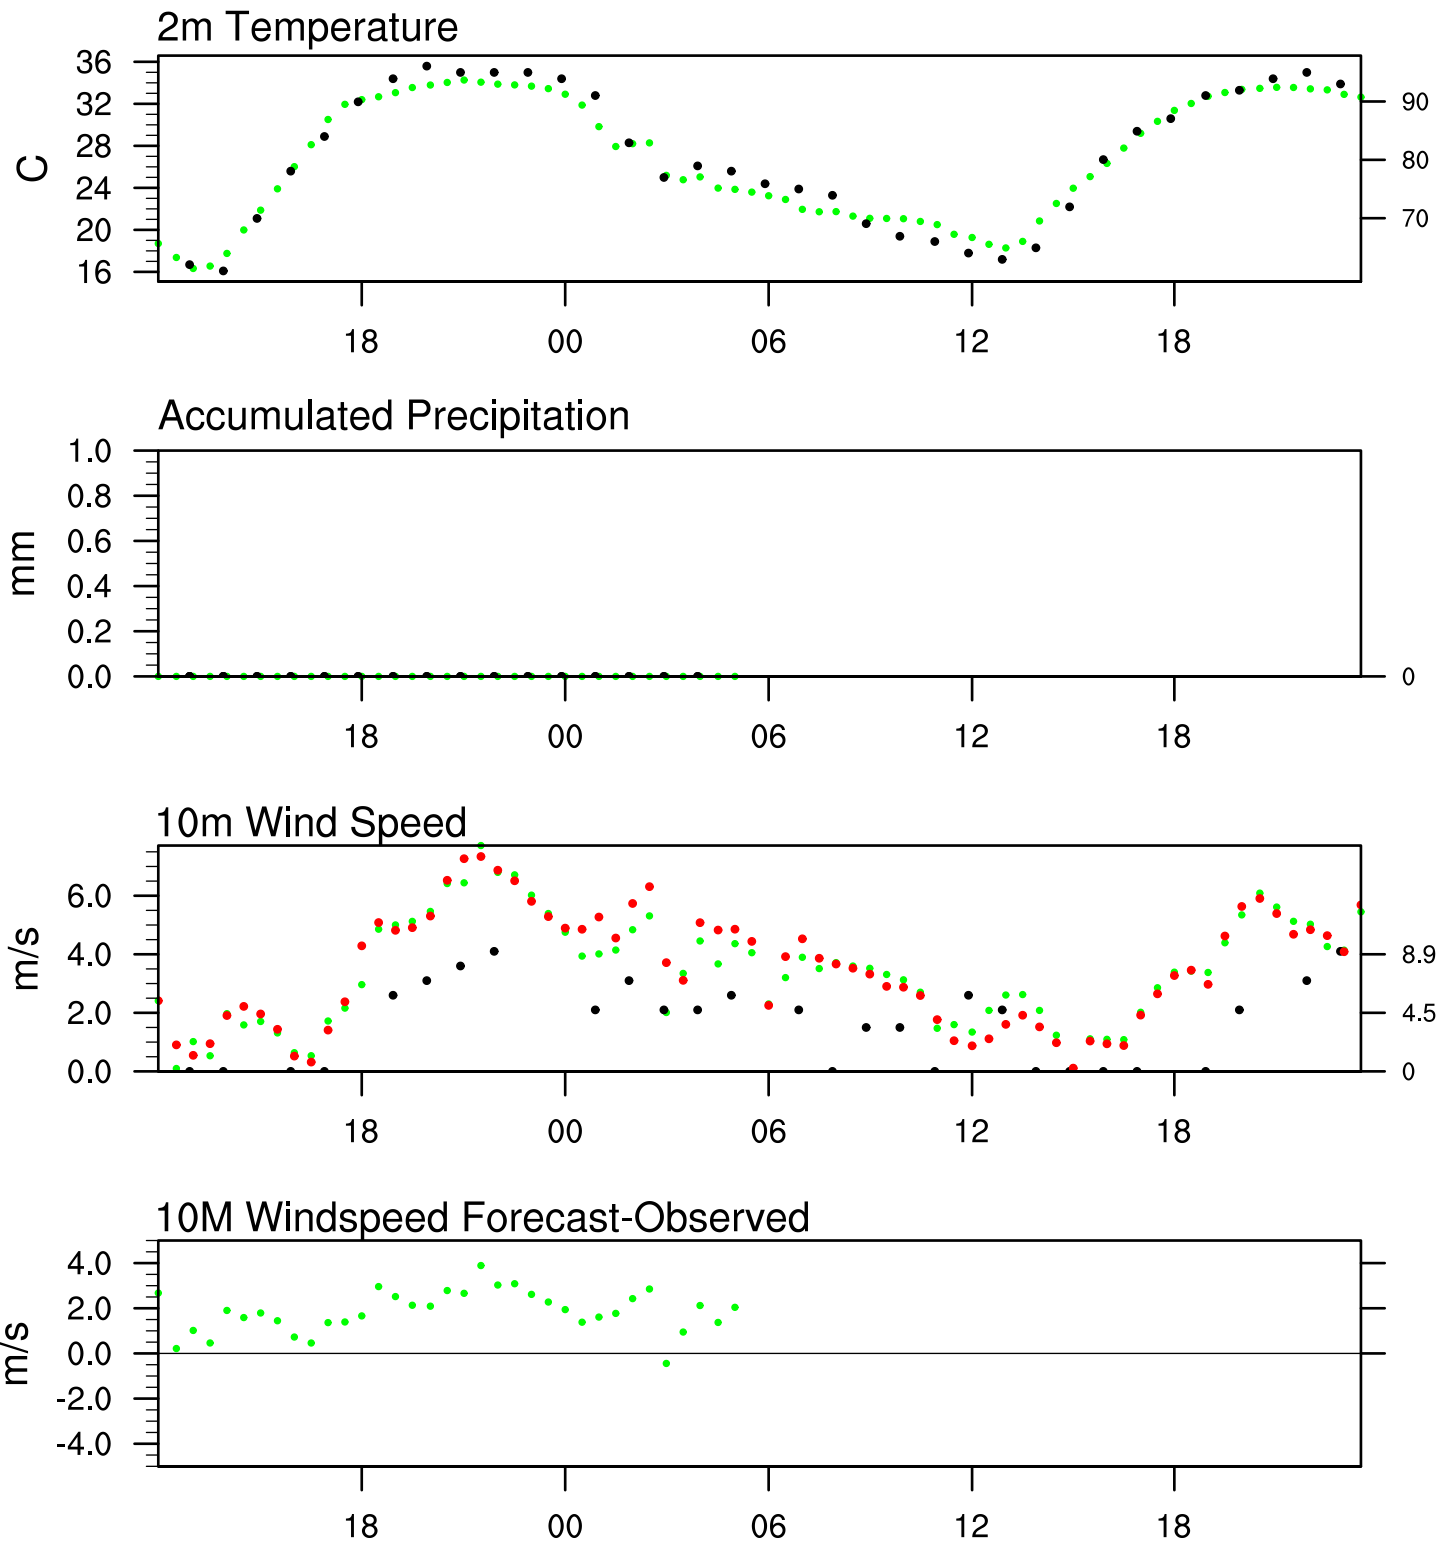 2m Temperature
36
32
28
24
20
16
C
90
80
70
18 00 06 12 18
Accumulated Precipitation
1.0
0.8
0.6
0.4
0.2
0.0
mm
0
18 00 06 12 18
10m Wind Speed
6.0
4.0
2.0
0.0
m/s
8.9
4.5
0
18 00 06 12 18
10M Windspeed Forecast-Observed
4.0
2.0
0.0
-2.0
-4.0
m/s
18 00 06 12 18